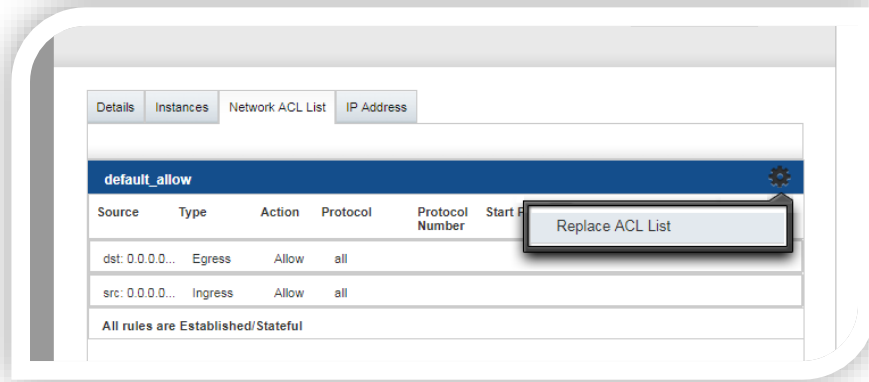 Details Instances Network ACL List IP Address
default_allow
Source Type Action Protocol Protocol Number Start
Replace ACL List
dst: 0.0.0.0... Egress Allow all
src: 0.0.0.0... Ingress Allow all
All rules are Established/Stateful